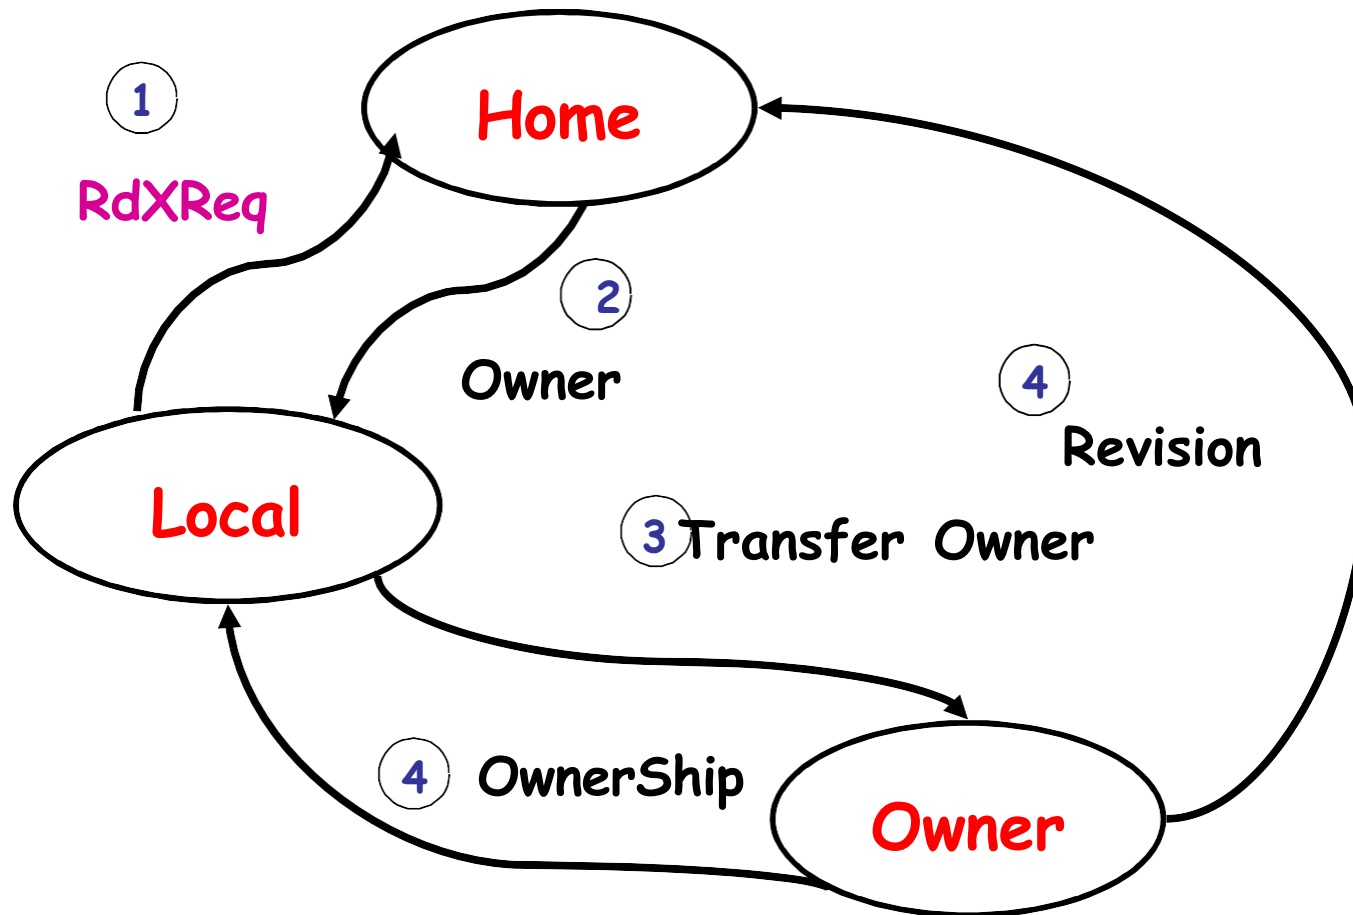 1
Home
RdXReq
2
Owner
4
Revision
Local
3 Transfer Owner
4 OwnerShip
Owner